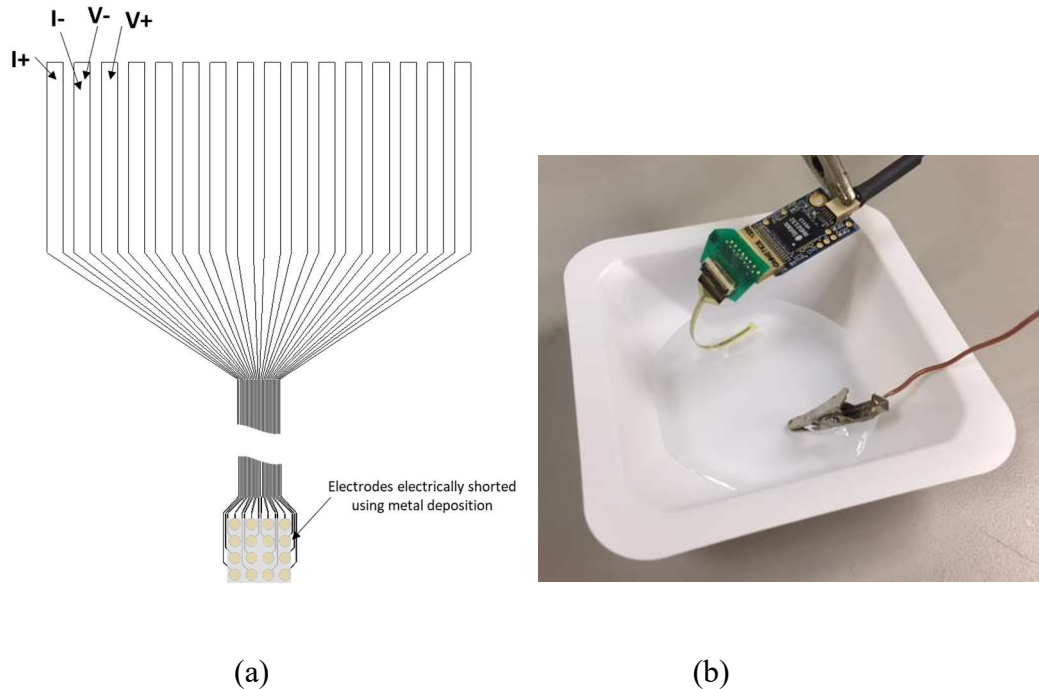 I-
V-
V+
I+
Electrodes electrically shorted
using metal deposition
(a)
(b)